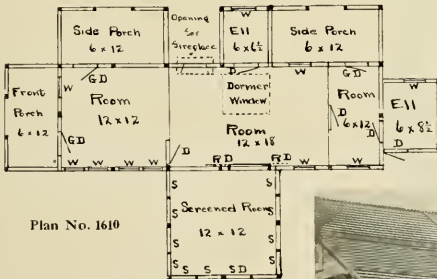 Side Porch
6 x 12
Opening
for
Fireplace
W
Ell
6 x 6½
Side Porch
6 x 12
Front
Porch
6 x 12
W
GD
Room
12 x 12
GD
W W W W
D
Dormer
Window
Room
12 x 18
D
W
GD
Room
6 x 12
D
D
W
Ell
6 x 8½
RD RD W W
Plan No. 1610
Screened Room
12 x 12
S S S S
S S S S
S S S SD